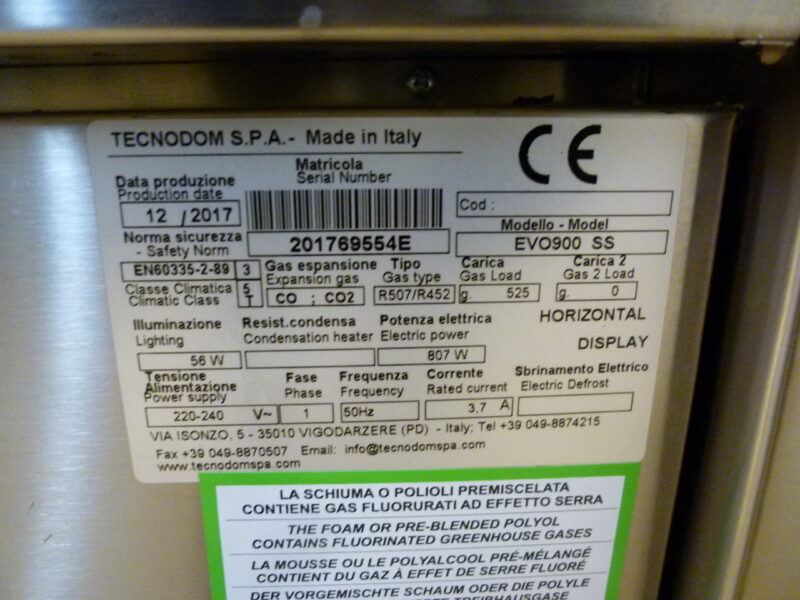 TECNODOM S.P.A.- Made in Italy
CE
Matricola
Serial Number
Data produzione
Production date
12 / 2017
Cod :
Norma sicurezza
- Safety Norm
201769554E
Modello - Model
EVO900 SS
EN60335-2-89
3
Gas espansione
Expansion gas
Tipo
Gas type
Carica
Gas Load
Carica 2
Gas 2 Load
Classe Climatica
Climatic Class
5
T
CO ; CO2
R507/R452
g. 525
g. 0
Illuminazione
Lighting
Resist.condensa
Condensation heater
Potenza elettrica
Electric power
HORIZONTAL
DISPLAY
56 W
807 W
Tensione
Alimentazione
Power supply
Fase
Phase
Frequenza
Frequency
Corrente
Rated current
Sbrinamento Elettrico
Electric Defrost
220-240 V~
1
50Hz
3,7 A
VIA ISONZO, 5 - 35010 VIGODARZERE (PD) - Italy; Tel +39 049-8874215
Fax +39 049-8870507 Email: info@tecnodomspa.com
www.tecnodomspa.com
LA SCHIUMA O POLIOLI PREMISCELATA
CONTIENE GAS FLUORURATI AD EFFETTO SERRA
THE FOAM OR PRE-BLENDED POLYOL
CONTAINS FLUORINATED GREENHOUSE GASES
LA MOUSSE OU LE POLYALCOOL PRÉ-MÉLANGÉ
CONTIENT DU GAZ À EFFET DE SERRE FLUORÉ
DER VORGEMISCHTE SCHAUM ODER DIE POLYLE
TREIBHAUSGASE